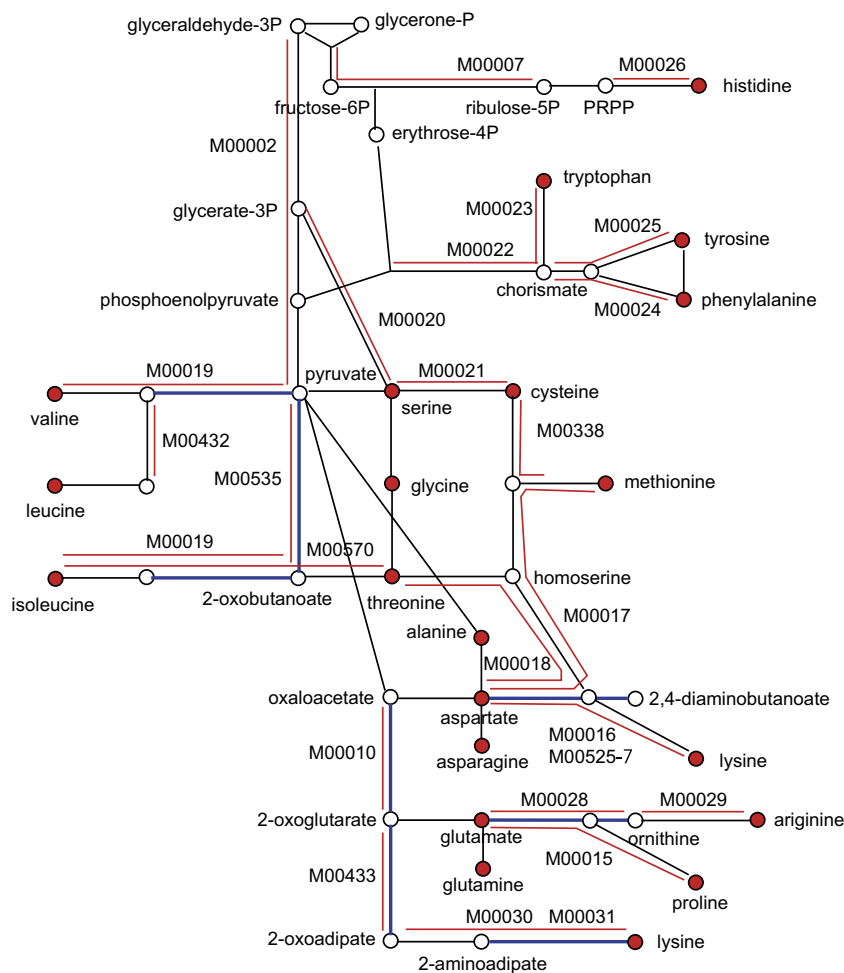 glyceraldehyde-3P
glycerone-P
M00007
M00026
fructose-6P
ribulose-5P
PRPP
histidine
erythrose-4P
M00002
tryptophan
glycerate-3P
M00023
M00025
tyrosine
M00022
chorismate
phosphoenolpyruvate
M00024
phenylalanine
M00020
M00019
pyruvate
M00021
valine
serine
cysteine
M00432
M00338
M00535
leucine
glycine
methionine
M00019
M00570
isoleucine
2-oxobutanoate
threonine
homoserine
M00017
alanine
M00018
oxaloacetate
aspartate
2,4-diaminobutanoate
M00010
asparagine
M00016
M00525-7
lysine
2-oxoglutarate
M00028
M00029
glutamate
ornithine
ariginine
M00433
glutamine
M00015
proline
2-oxoadipate
M00030
M00031
lysine
2-aminoadipate